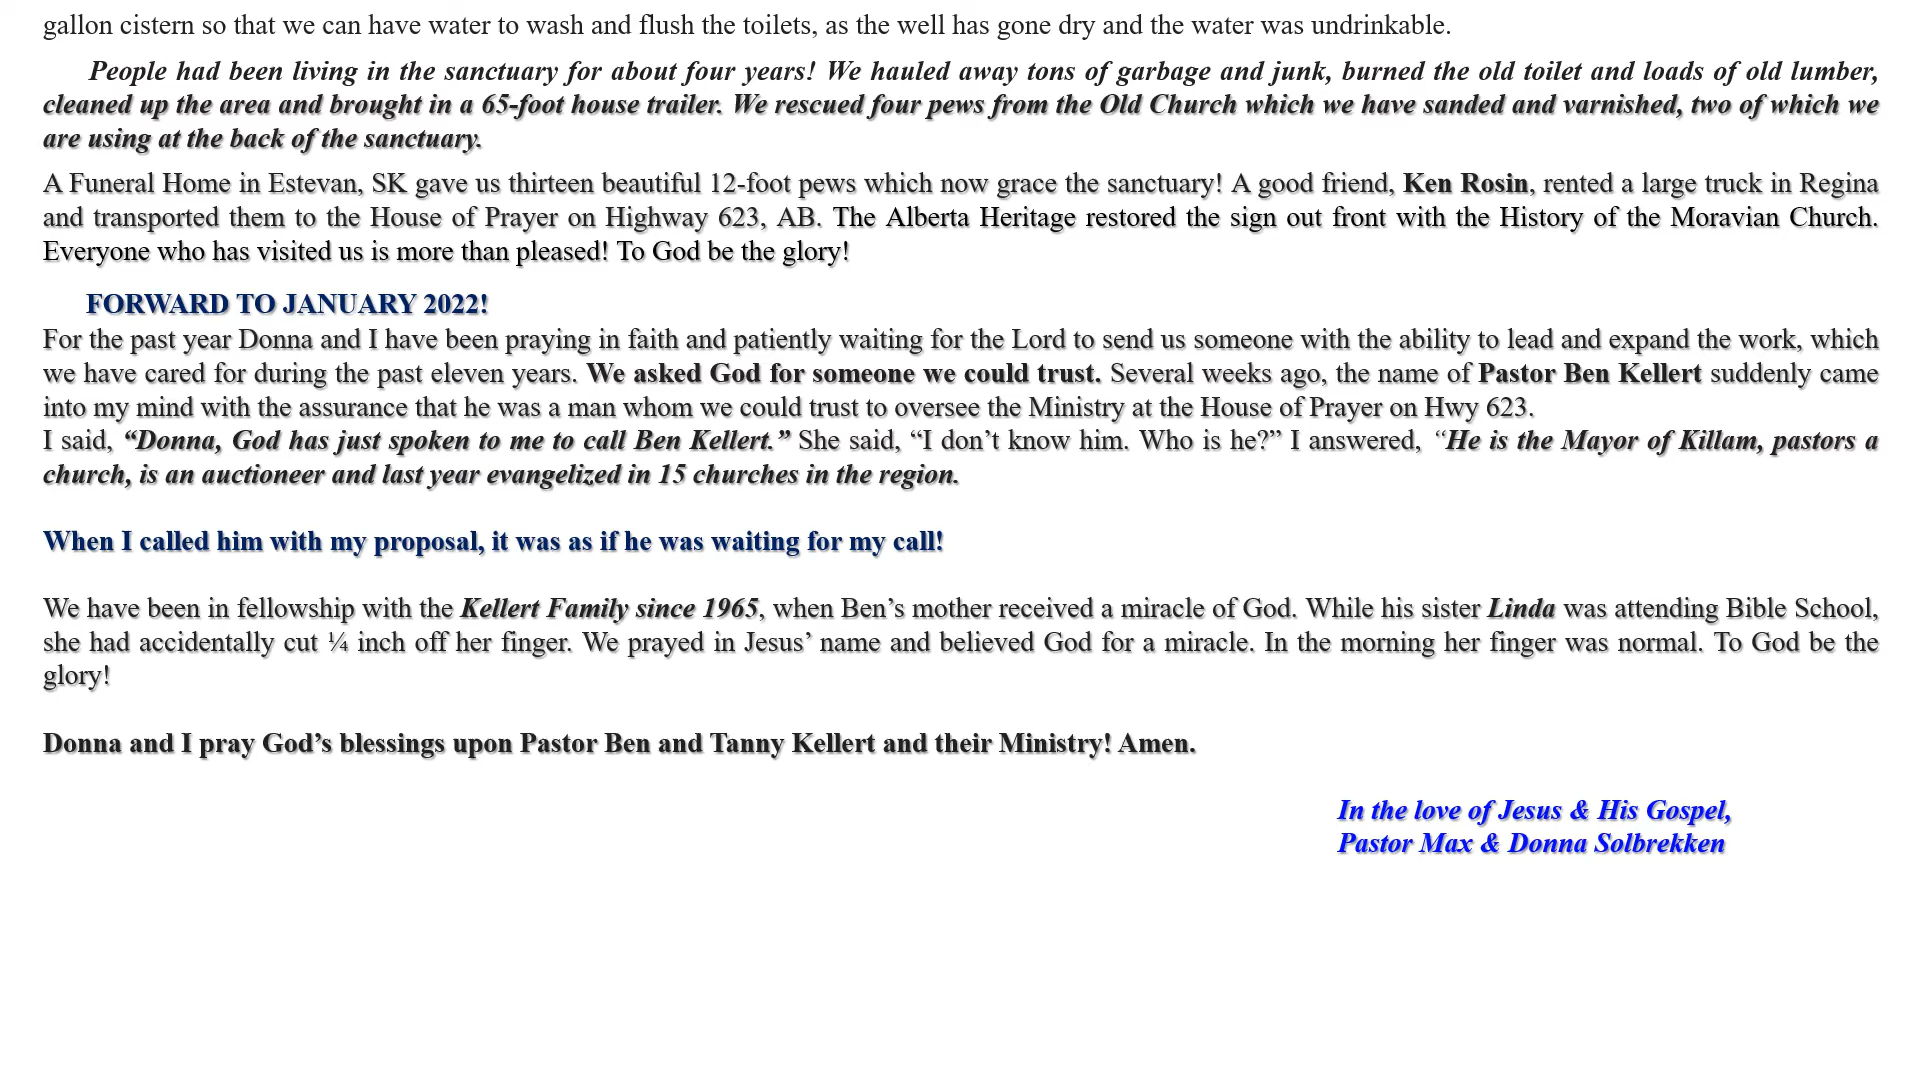 gallon cistern so that we can have water to wash and flush the toilets, as the well has gone dry and the water was undrinkable.
People had been living in the sanctuary for about four years! We hauled away tons of garbage and junk, burned the old toilet and loads of old lumber,
cleaned up the area and brought in a 65-foot house trailer. We rescued four pews from the Old Church which we have sanded and varnished, two of which we
are using at the back of the sanctuary.
A Funeral Home in Estevan, SK gave us thirteen beautiful 12-foot pews which now grace the sanctuary! A good friend, Ken Rosin, rented a large truck in Regina
and transported them to the House of Prayer on Highway 623, AB. The Alberta Heritage restored the sign out front with the History of the Moravian Church.
Everyone who has visited us is more than pleased! To God be the glory!
FORWARD TO JANUARY 2022!
For the past year Donna and I have been praying in faith and patiently waiting for the Lord to send us someone with the ability to lead and expand the work, which
we have cared for during the past eleven years. We asked God for someone we could trust. Several weeks ago, the name of Pastor Ben Kellert suddenly came
into my mind with the assurance that he was a man whom we could trust to oversee the Ministry at the House of Prayer on Hwy 623.
I said, “Donna, God has just spoken to me to call Ben Kellert.” She said, “I don’t know him. Who is he?” I answered, “He is the Mayor of Killam, pastors a
church, is an auctioneer and last year evangelized in 15 churches in the region.
When I called him with my proposal, it was as if he was waiting for my call!
We have been in fellowship with the Kellert Family since 1965, when Ben’s mother received a miracle of God. While his sister Linda was attending Bible School,
she had accidentally cut ¼ inch off her finger. We prayed in Jesus’ name and believed God for a miracle. In the morning her finger was normal. To God be the
glory!
Donna and I pray God’s blessings upon Pastor Ben and Tanny Kellert and their Ministry! Amen.
In the love of Jesus & His Gospel,
Pastor Max & Donna Solbrekken